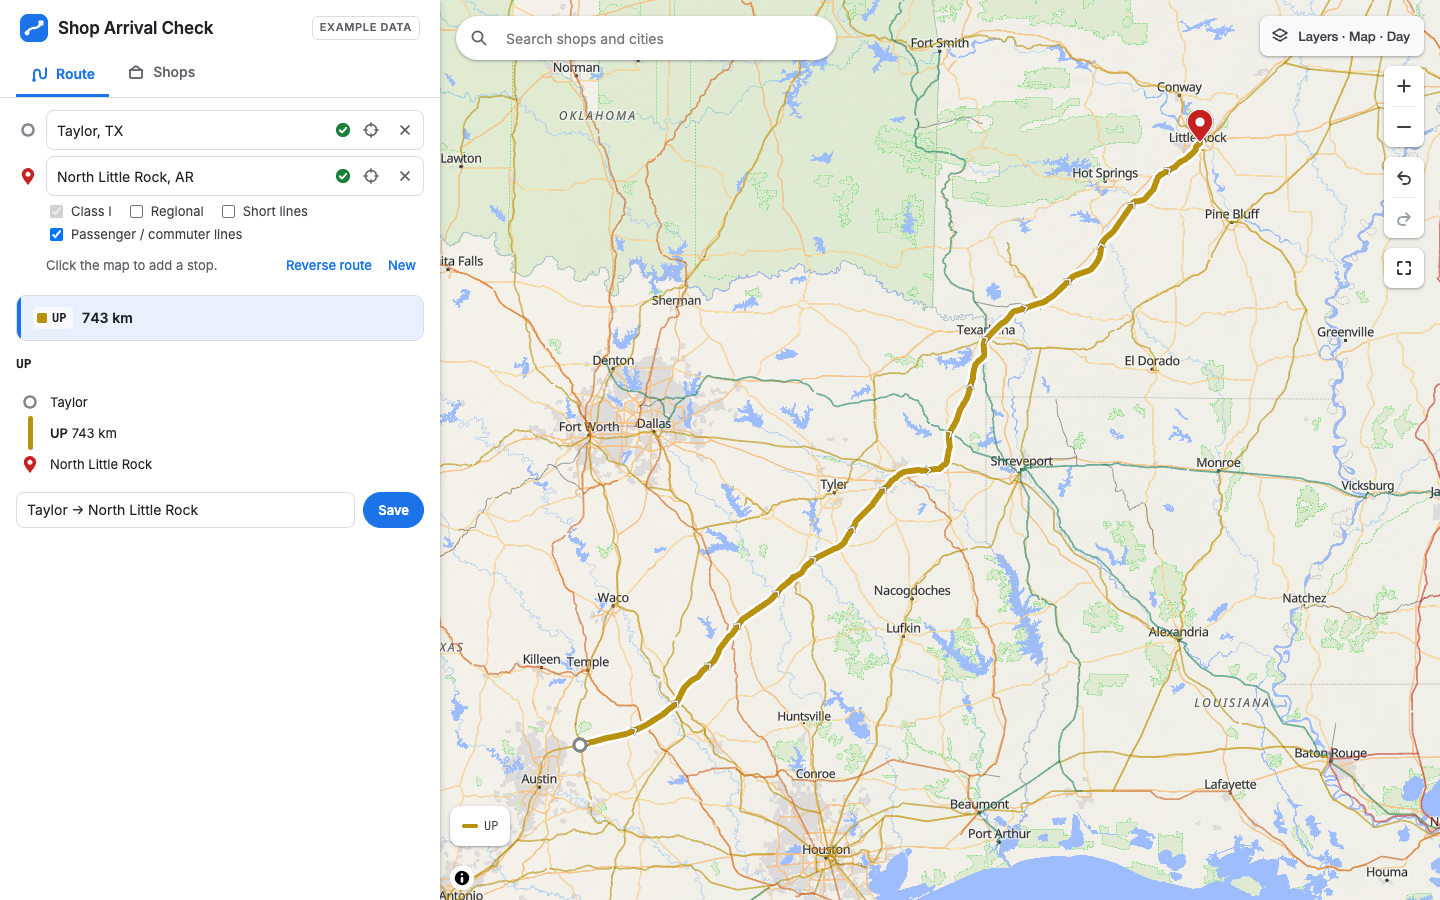 Shop Arrival Check
EXAMPLE DATA
Route
Shops
Taylor, TX
North Little Rock, AR
Class I
Regional
Short lines
Passenger / commuter lines
Click the map to add a stop.
Reverse route
New
UP
743 km
UP
Taylor
UP 743 km
North Little Rock
Taylor → North Little Rock
Save
Search shops and cities
Layers · Map · Day
Fort Smith
Norman
Conway
OKLAHOMA
Little Rock
Lawton
Hot Springs
Pine Bluff
ita Falls
Sherman
Texarkana
Greenville
Denton
El Dorado
Fort Worth
Dallas
Shreveport
Monroe
Tyler
Vicksburg
Ja
Nacogdoches
Waco
Natchez
Lufkin
Alexandria
XAS
Killeen
Temple
LOUISIANA
Huntsville
Baton Rouge
Conroe
Austin
Lafayette
Beaumont
UP
Port Arthur
N
Houston
Houma
Antonio